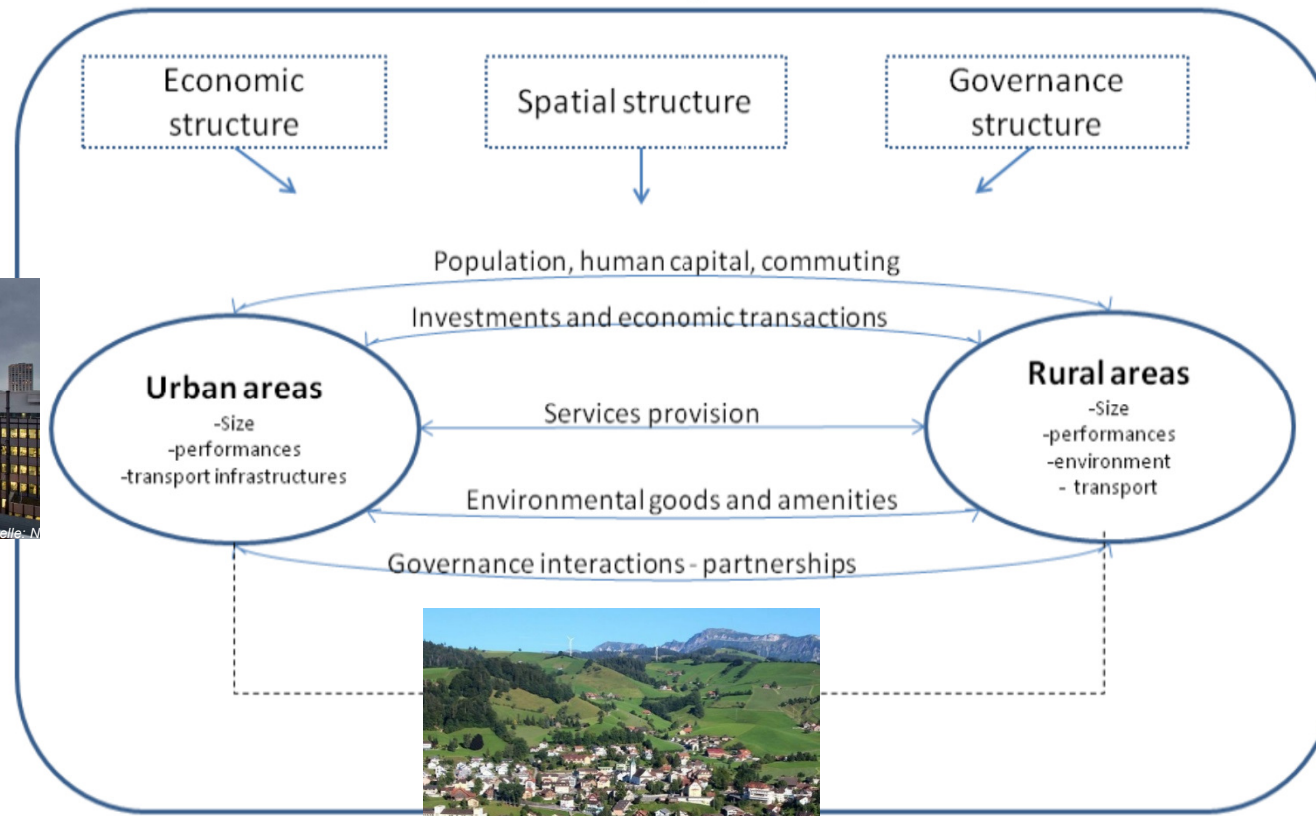 Economic
structure
Spatial structure
Governance
structure
Population, human capital, commuting
Investments and economic transactions
Urban areas
-Size
-performances
-transport infrastructures
Rural areas
-Size
-performances
-environment
- transport
Services provision
Environmental goods and amenities
Governance interactions - partnerships
elle: N